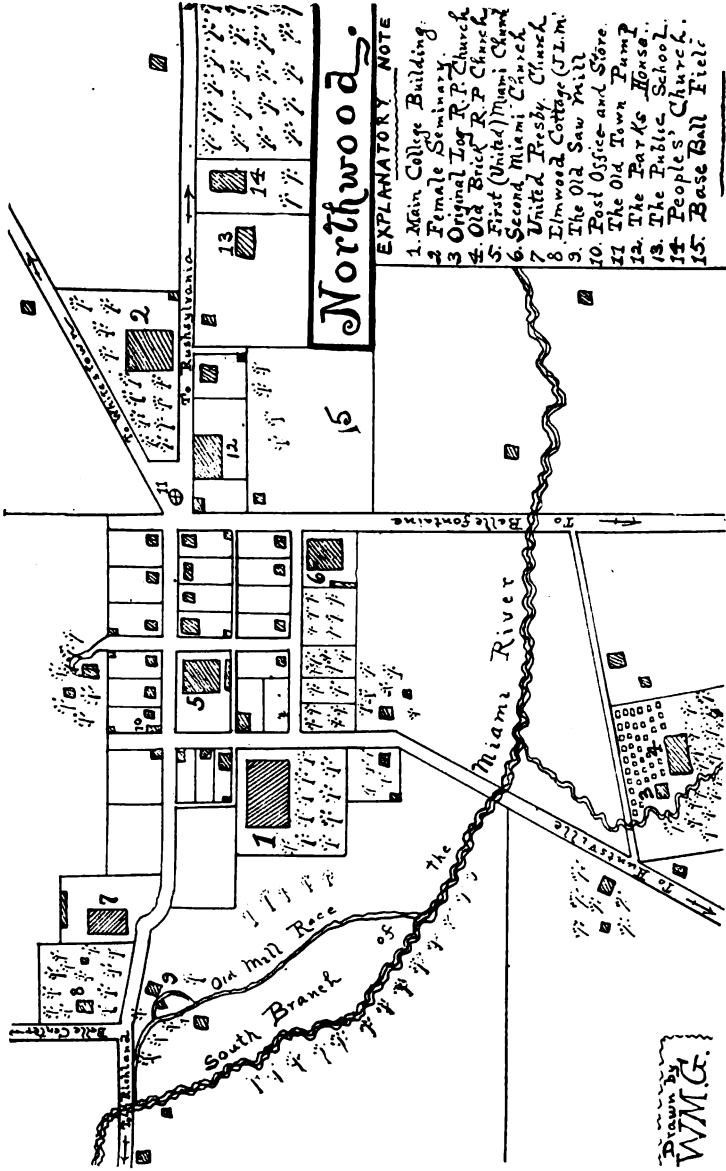 Northwood.
EXPLANATORY NOTE
1. Main College Building.
2 Female Seminary.
3 Original Log R.P. Church
4. Old Brick R.P Church
5. First (United) Miami Church
6. Second Miami Church
7 United Presby. Church
8. Elmwood Cottage (J.L.M.)
9. The Old Saw Mill
10. Post Office and Store.
11 The Old Town Pump
12. The Parks House.
13. The Public School.
14 Peoples' Church.
15. Base Ball Field
To Whitestown
To Rushsylvania
To Bellefontaine
To Huntsville
Belle Centre
Richland
Old Mill Race
South Branch of the Miami River
1
2
3
4
5
6
7
8
9
10
11
12
13
14
15
Drawn by
W.M.G.